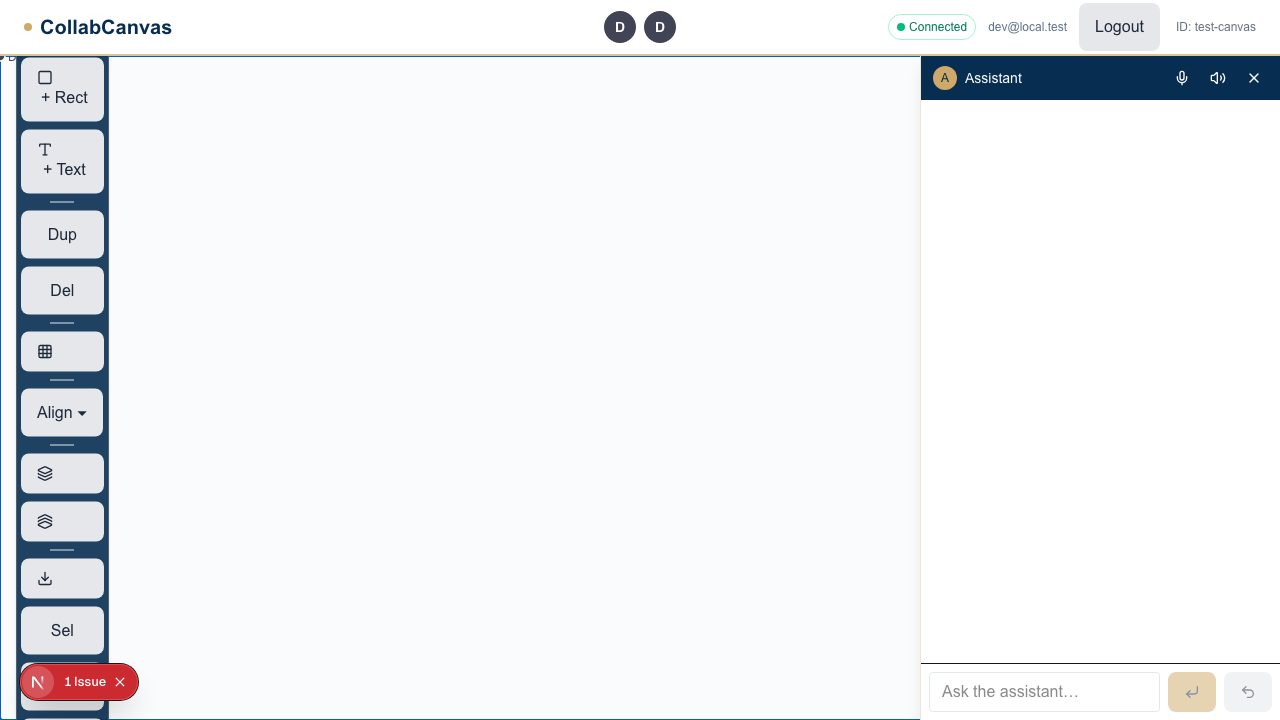 CollabCanvas
D
D
Connected
dev@local.test
Logout
ID: test-canvas
+ Rect
+ Text
Dup
Del
Align
Sel
1 Issue
A
Assistant
Ask the assistant…